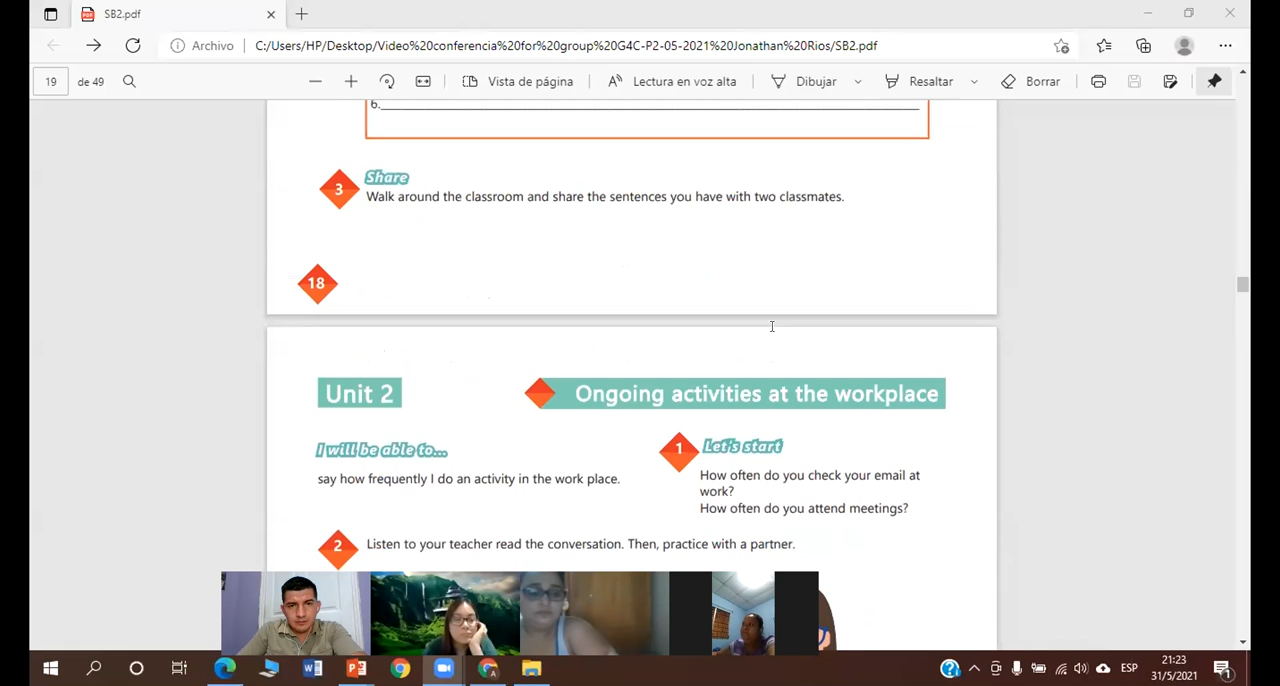 SB2.pdf
Archivo C:/Users/HP/Desktop/Video%20conferencia%20for%20group%20G4C-P2-05-2021%20Jonathan%20Rios/SB2.pdf
19 de 49 Vista de página Lectura en voz alta Dibujar Resaltar Borrar
6.
3 Share
Walk around the classroom and share the sentences you have with two classmates.
18
Unit 2 Ongoing activities at the workplace
I will be able to...
say how frequently I do an activity in the work place.
1 Let's start
How often do you check your email at
work?
How often do you attend meetings?
2 Listen to your teacher read the conversation. Then, practice with a partner.
ESP
21:23
31/5/2021